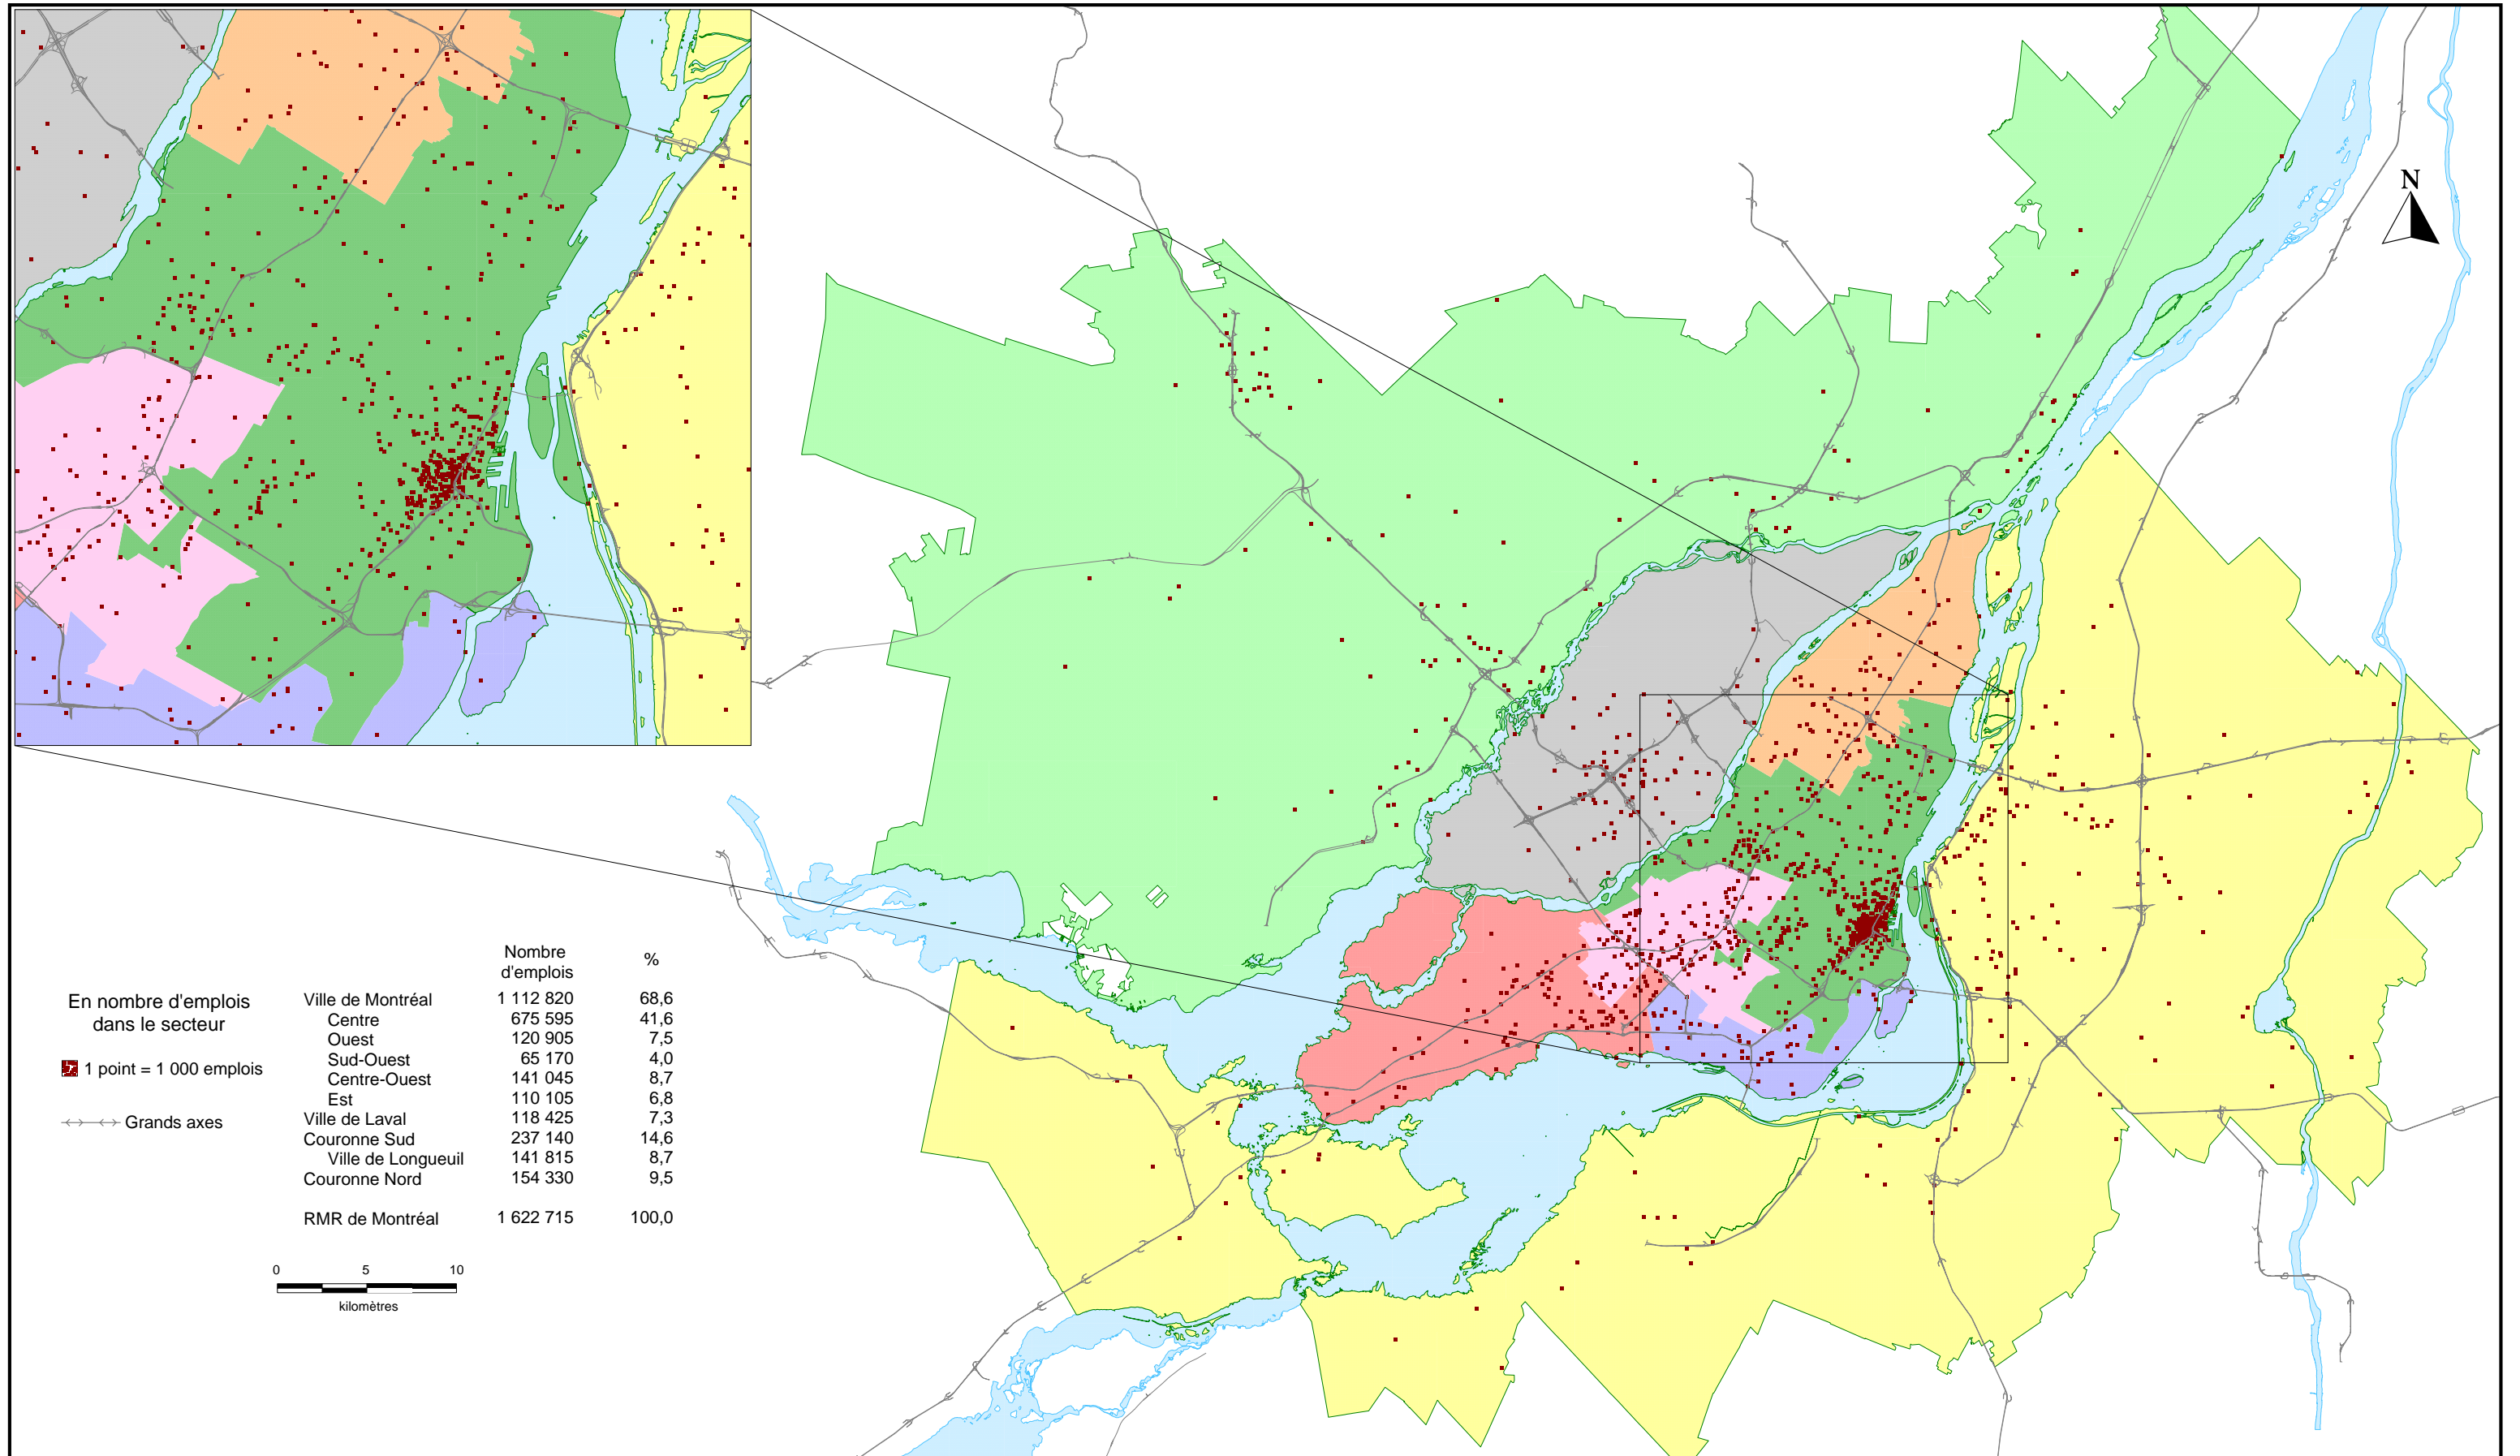 N
Nombre
d'emplois %
En nombre d'emplois
dans le secteur
1 point = 1 000 emplois
Grands axes
Ville de Montréal 1 112 820 68,6
Centre 675 595 41,6
Ouest 120 905 7,5
Sud-Ouest 65 170 4,0
Centre-Ouest 141 045 8,7
Est 110 105 6,8
Ville de Laval 118 425 7,3
Couronne Sud 237 140 14,6
Ville de Longueuil 141 815 8,7
Couronne Nord 154 330 9,5
RMR de Montréal 1 622 715 100,0
0 5 10
kilomètres